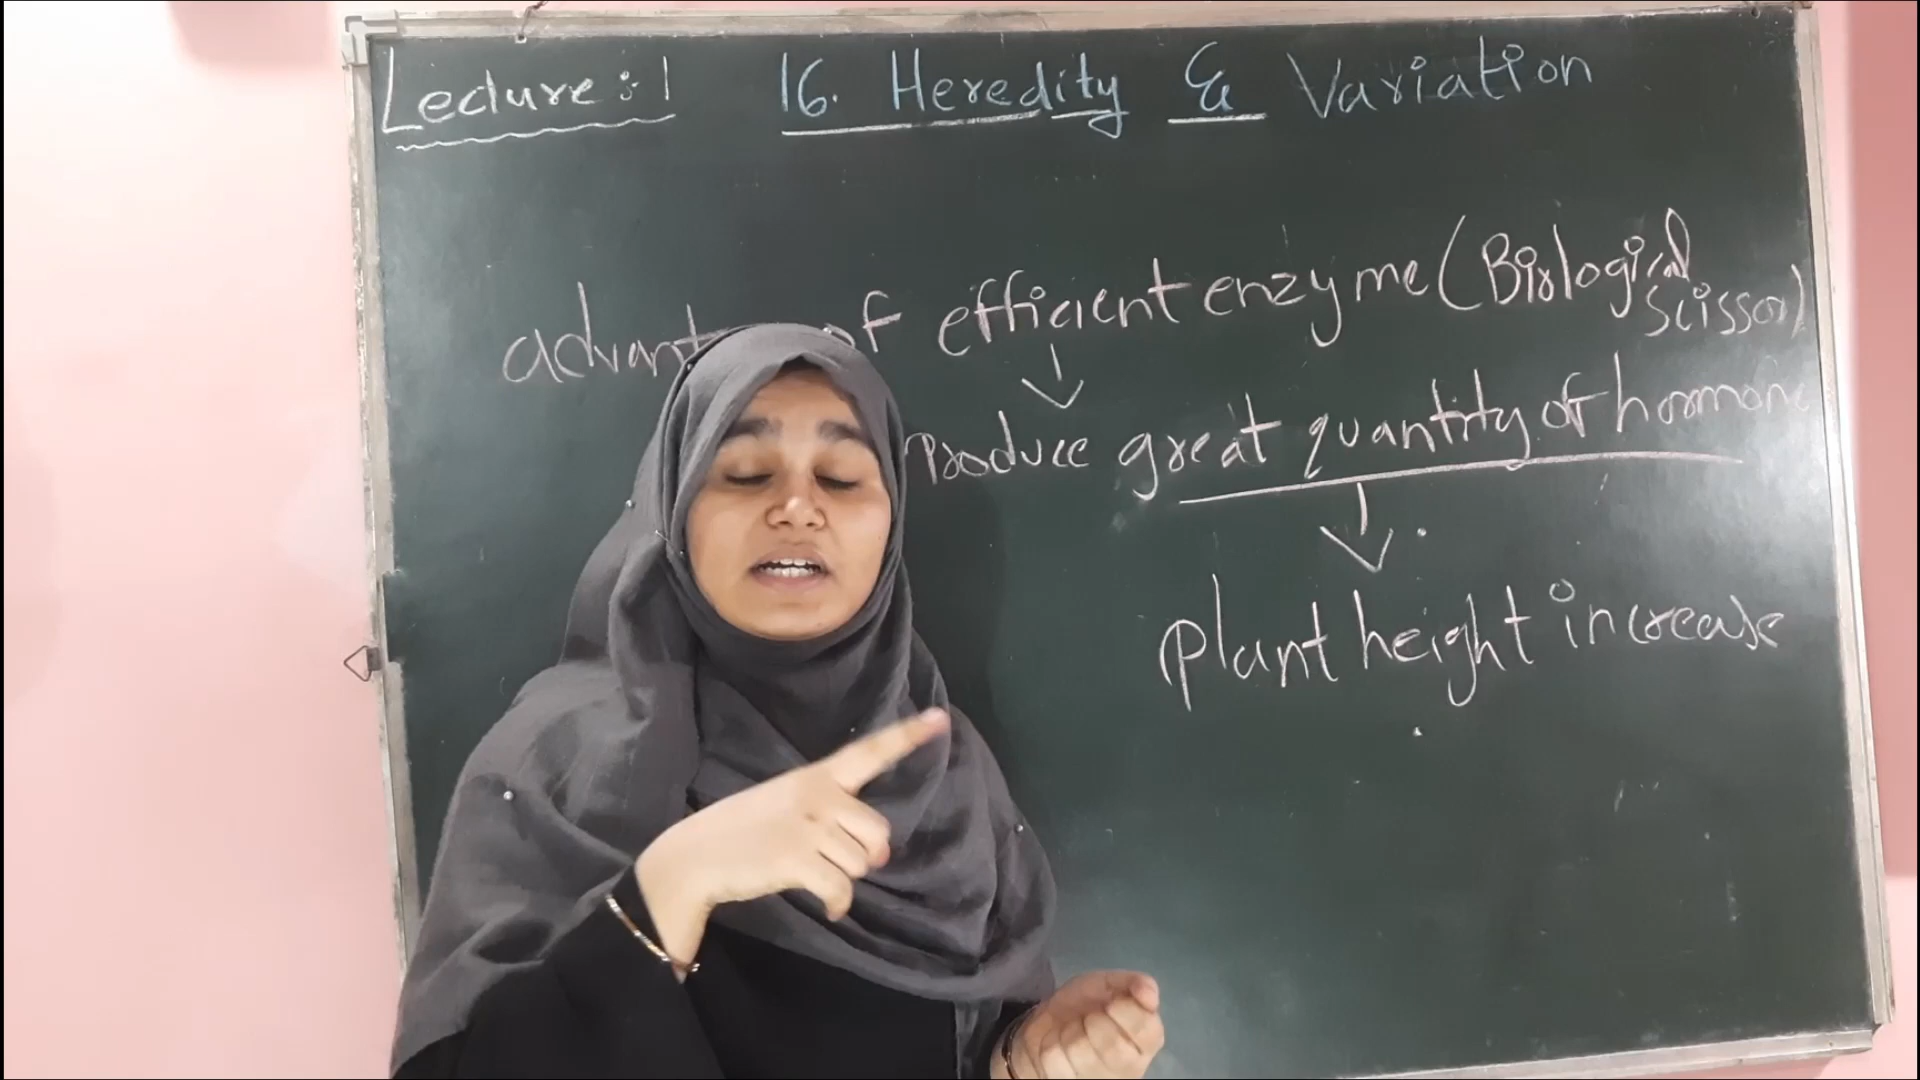 Lecture:1 16. Heredity & Variation
of efficient enzyme (Biological
Scissor)
Produce great quantity of hormone
plant height increase